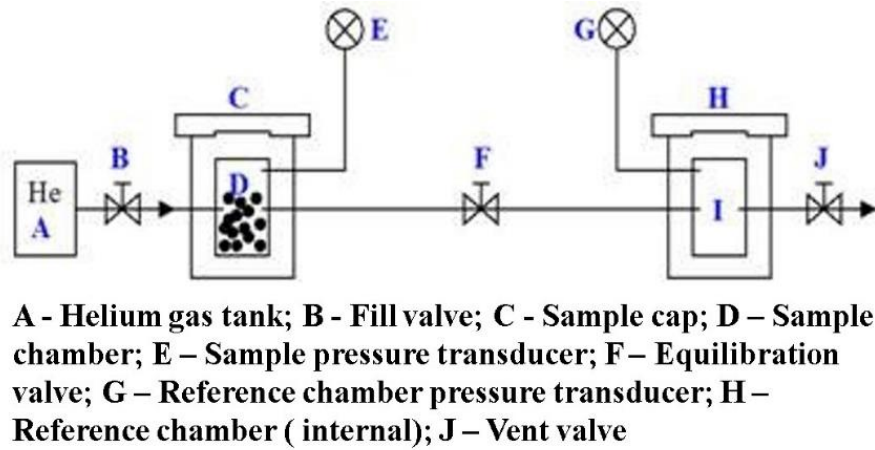 E
G
C
H
B
F
J
D
He
A
I
A - Helium gas tank; B - Fill valve; C - Sample cap; D – Sample
chamber; E – Sample pressure transducer; F – Equilibration
valve; G – Reference chamber pressure transducer; H –
Reference chamber ( internal); J – Vent valve